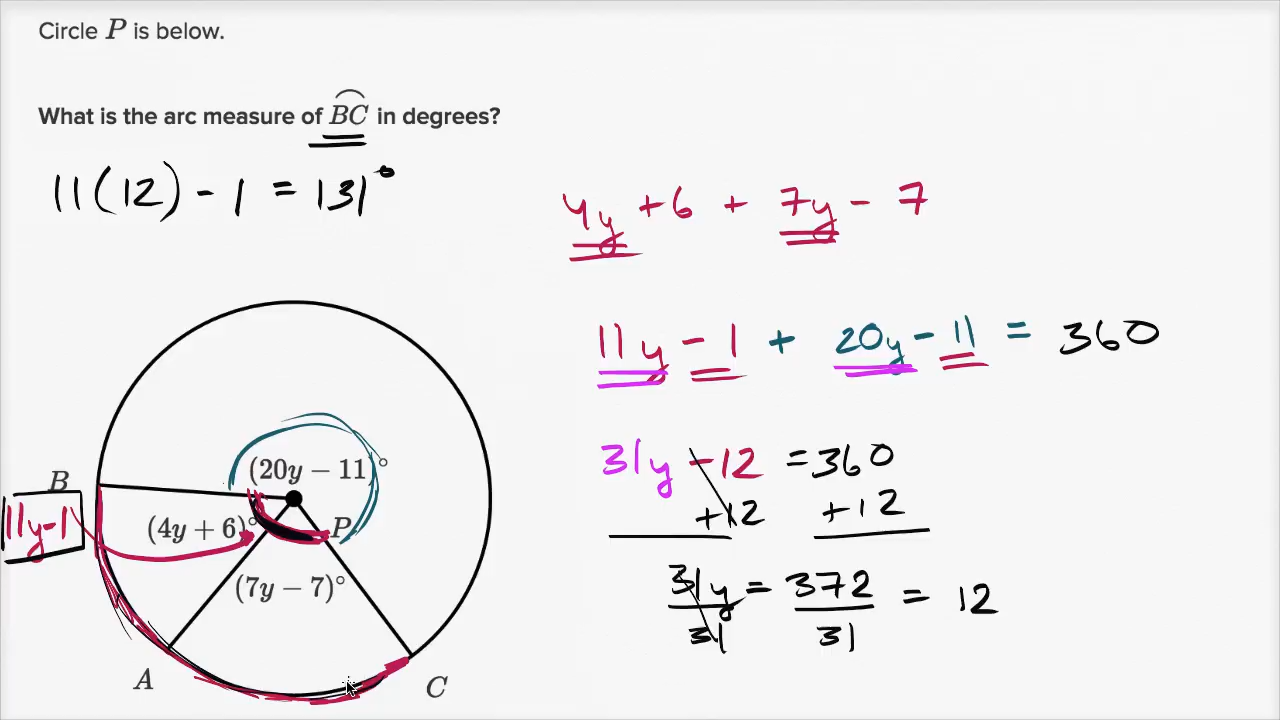 Circle P is below.
What is the arc measure of BC in degrees?
11(12) - 1 = 131°
4y + 6 + 7y - 7
11y - 1 + 20y - 11 = 360
31y - 12 = 360
+12 +12
31y = 372 = 12
31 31
(20y − 11)°
B
11y-1
(4y + 6)°
P
(7y − 7)°
A
C